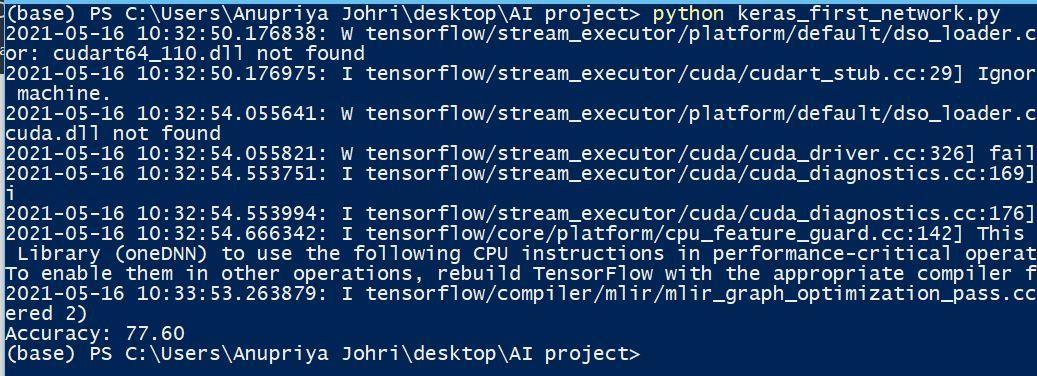 (base) PS C:\Users\Anupriya Johri\desktop\AI project> python keras_first_network.py
2021-05-16 10:32:50.176838: W tensorflow/stream_executor/platform/default/dso_loader.c
or: cudart64_110.dll not found
2021-05-16 10:32:50.176975: I tensorflow/stream_executor/cuda/cudart_stub.cc:29] Ignor
machine.
2021-05-16 10:32:54.055641: W tensorflow/stream_executor/platform/default/dso_loader.c
cuda.dll not found
2021-05-16 10:32:54.055821: W tensorflow/stream_executor/cuda/cuda_driver.cc:326] fail
2021-05-16 10:32:54.553751: I tensorflow/stream_executor/cuda/cuda_diagnostics.cc:169]
i
2021-05-16 10:32:54.553994: I tensorflow/stream_executor/cuda/cuda_diagnostics.cc:176]
2021-05-16 10:32:54.666342: I tensorflow/core/platform/cpu_feature_guard.cc:142] This
Library (oneDNN) to use the following CPU instructions in performance-critical operat
To enable them in other operations, rebuild TensorFlow with the appropriate compiler f
2021-05-16 10:33:53.263879: I tensorflow/compiler/mlir/mlir_graph_optimization_pass.cc
ered 2)
Accuracy: 77.60
(base) PS C:\Users\Anupriya Johri\desktop\AI project>